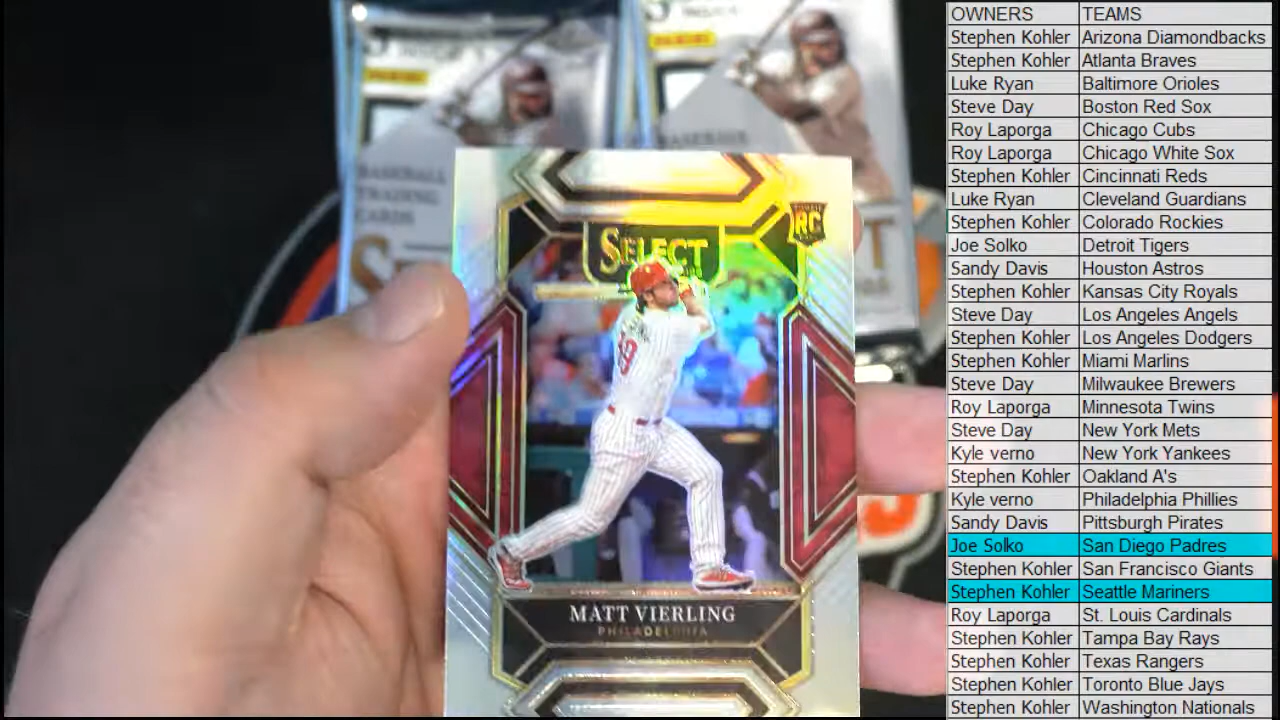 PANINI
PANINI
BASEBALL
TRADING
CARDS
RC
SELECT
19
MATT VIERLING
PHILADELPHIA
OWNERS TEAMS
Stephen Kohler Arizona Diamondbacks
Stephen Kohler Atlanta Braves
Luke Ryan Baltimore Orioles
Steve Day Boston Red Sox
Roy Laporga Chicago Cubs
Roy Laporga Chicago White Sox
Stephen Kohler Cincinnati Reds
Luke Ryan Cleveland Guardians
Stephen Kohler Colorado Rockies
Joe Solko Detroit Tigers
Sandy Davis Houston Astros
Stephen Kohler Kansas City Royals
Steve Day Los Angeles Angels
Stephen Kohler Los Angeles Dodgers
Stephen Kohler Miami Marlins
Steve Day Milwaukee Brewers
Roy Laporga Minnesota Twins
Steve Day New York Mets
Kyle verno New York Yankees
Stephen Kohler Oakland A's
Kyle verno Philadelphia Phillies
Sandy Davis Pittsburgh Pirates
Joe Solko San Diego Padres
Stephen Kohler San Francisco Giants
Stephen Kohler Seattle Mariners
Roy Laporga St. Louis Cardinals
Stephen Kohler Tampa Bay Rays
Stephen Kohler Texas Rangers
Stephen Kohler Toronto Blue Jays
Stephen Kohler Washington Nationals